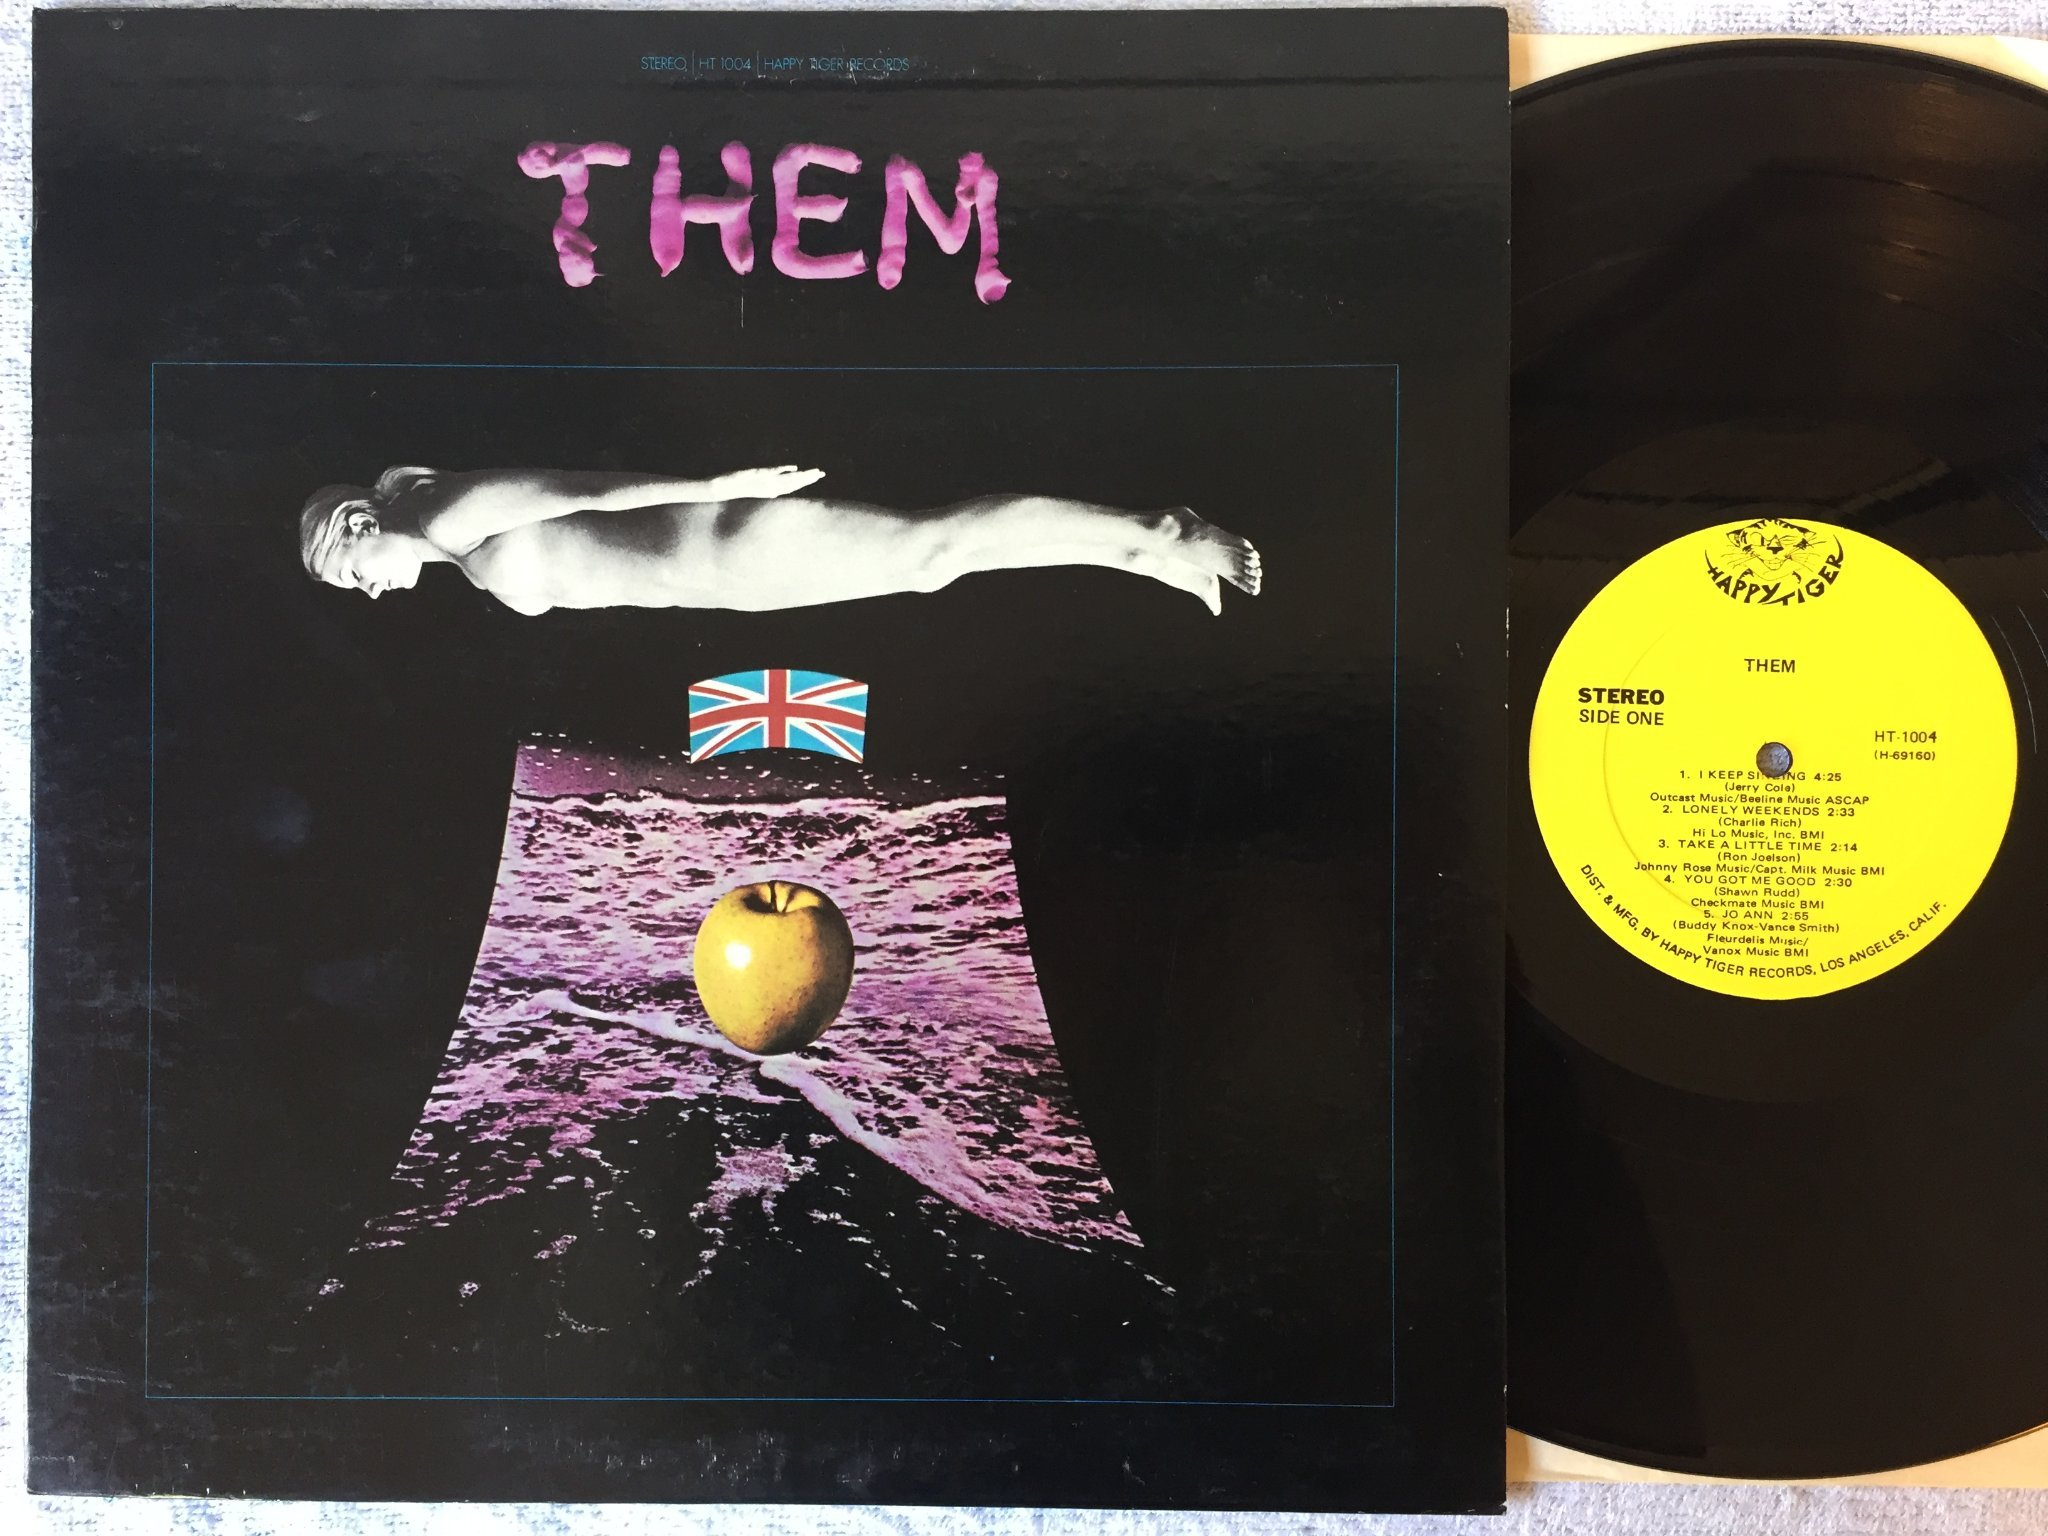 STEREO | HT 1004 | HAPPY TIGER RECORDS
THEM
HAPPY TIGER
THEM
STEREO
SIDE ONE
HT-1004
(H-69160)
1. I KEEP SINGING 4:25
(Jerry Cole)
Outcast Music/Beeline Music ASCAP
2. LONELY WEEKENDS 2:33
(Charlie Rich)
Hi Lo Music, Inc. BMI
3. TAKE A LITTLE TIME 2:14
(Ron Joelson)
Johnny Rose Music/Capt. Milk Music BMI
4. YOU GOT ME GOOD 2:30
(Shawn Rudd)
Checkmate Music BMI
5. JO ANN 2:55
(Buddy Knox-Vance Smith)
Fleurdelis Music/
Vanox Music BMI
DIST. & MFG. BY HAPPY TIGER RECORDS, LOS ANGELES, CALIF.